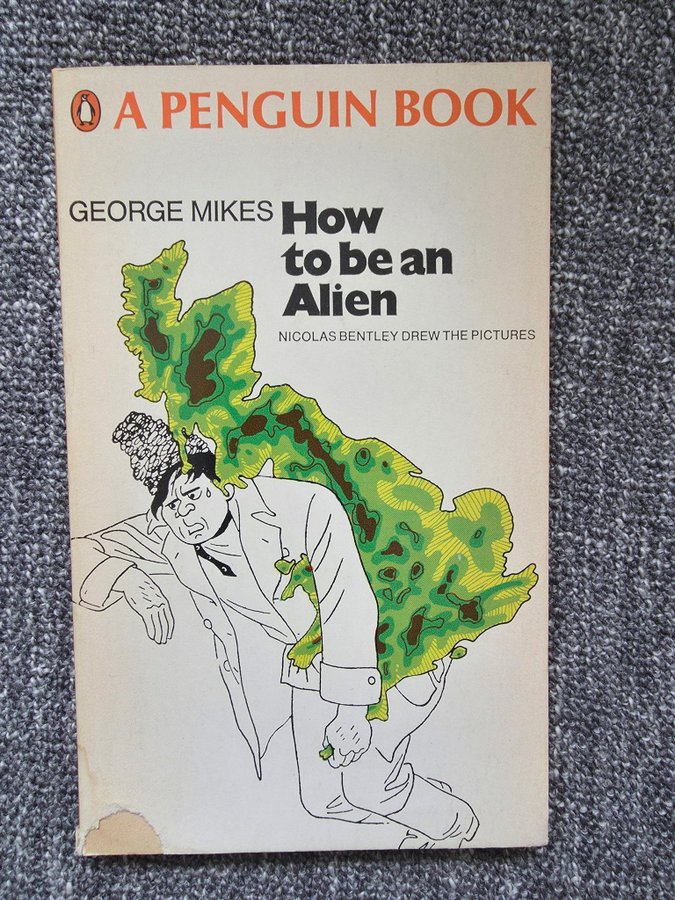 A PENGUIN BOOK
GEORGE MIKES How
to be an
Alien
NICOLAS BENTLEY DREW THE PICTURES